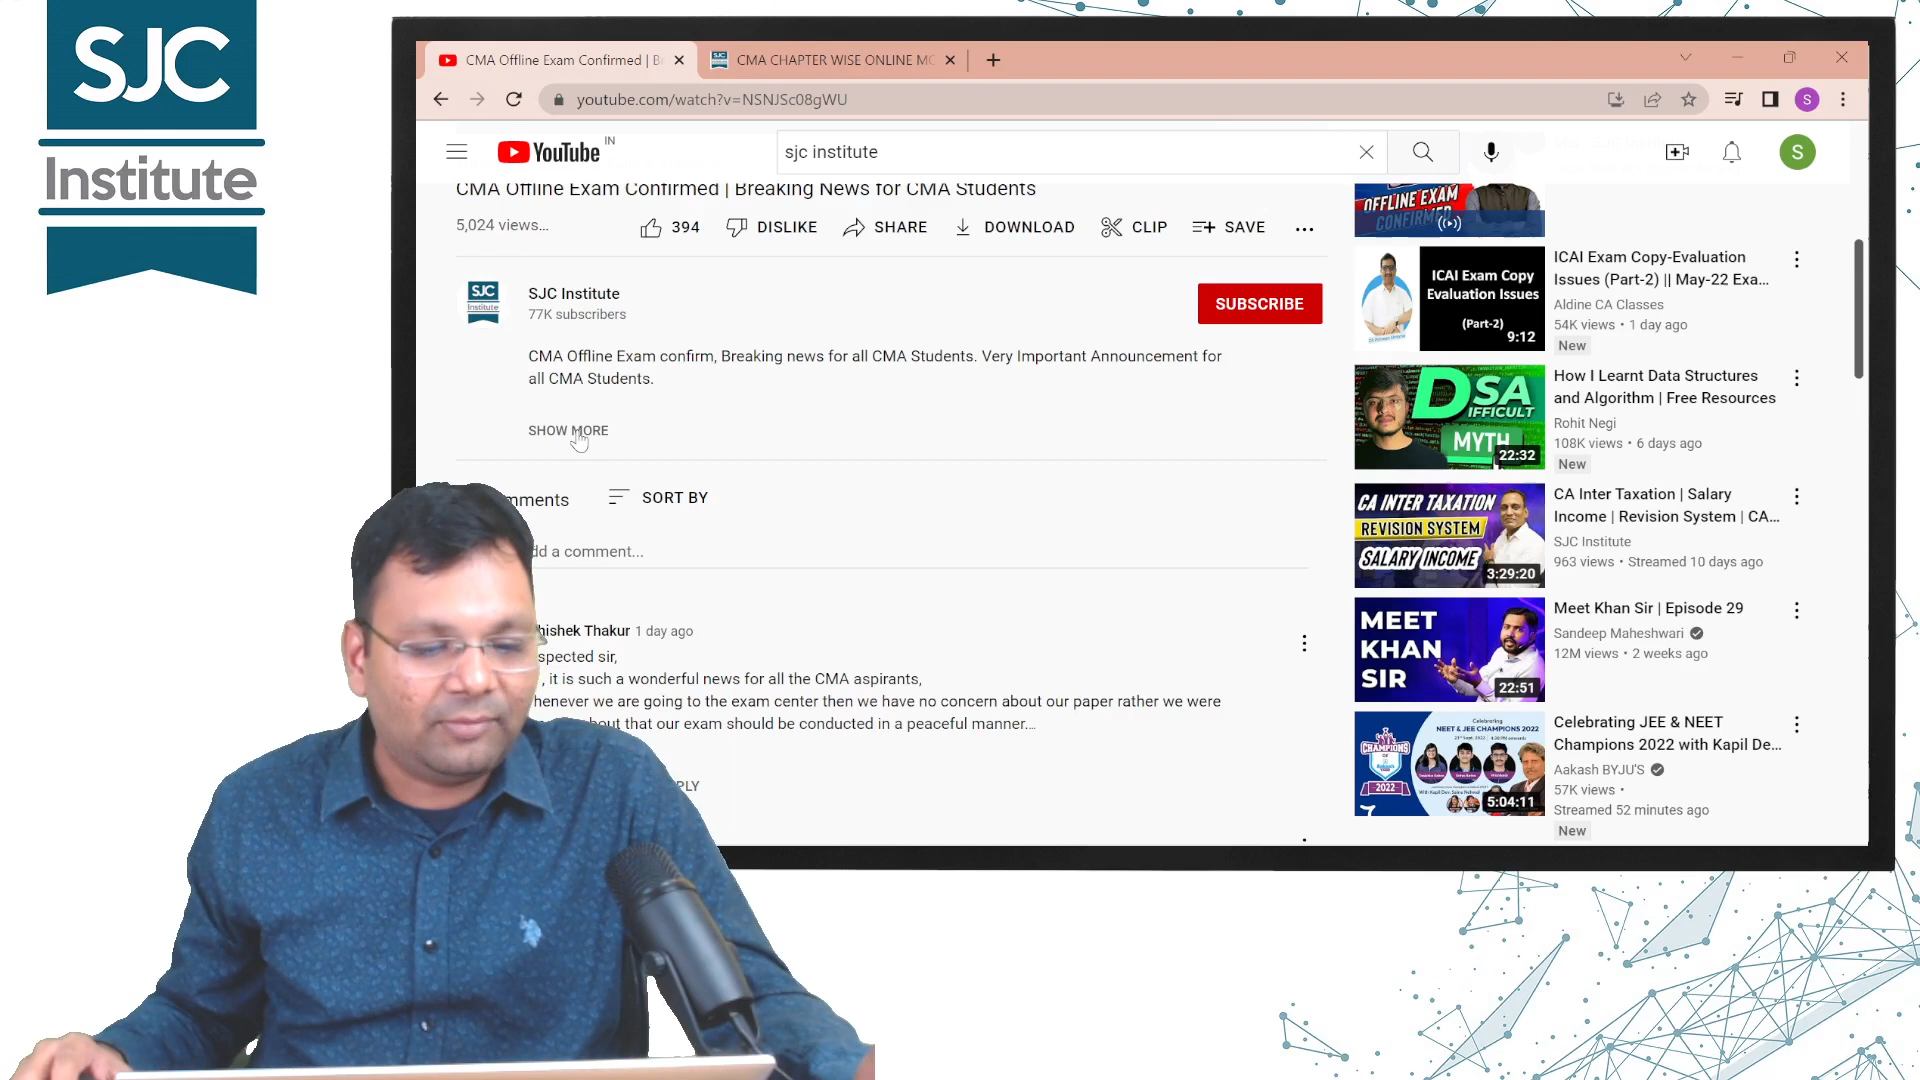 SJC
Institute
CMA Offline Exam Confirmed | B
CMA CHAPTER WISE ONLINE MO
youtube.com/watch?v=NSNJSc08gWU
YouTube IN
sjc institute
S
S
CMA Offline Exam Confirmed | Breaking News for CMA Students
5,024 views...
394 DISLIKE SHARE DOWNLOAD CLIP SAVE
SJC
Institute
SJC Institute
77K subscribers
SUBSCRIBE
CMA Offline Exam confirm, Breaking news for all CMA Students. Very Important Announcement for
all CMA Students.
SHOW MORE
mments SORT BY
dd a comment...
hishek Thakur 1 day ago
spected sir,
, it is such a wonderful news for all the CMA aspirants,
henever we are going to the exam center then we have no concern about our paper rather we were
bout that our exam should be conducted in a peaceful manner...
PLY
OFFLINE EXAM
CONFIRMED
ICAI Exam Copy
Evaluation Issues
(Part-2)
9:12
ICAI Exam Copy-Evaluation
Issues (Part-2) || May-22 Exa...
Aldine CA Classes
54K views • 1 day ago
New
DSA
IFFICULT
MYTH
22:32
How I Learnt Data Structures
and Algorithm | Free Resources
Rohit Negi
108K views • 6 days ago
New
CA INTER TAXATION
REVISION SYSTEM
SALARY INCOME
3:29:20
CA Inter Taxation | Salary
Income | Revision System | CA...
SJC Institute
963 views • Streamed 10 days ago
MEET
KHAN
SIR
22:51
Meet Khan Sir | Episode 29
Sandeep Maheshwari
12M views • 2 weeks ago
Celebrating
NEET & JEE CHAMPIONS 2022
CHAMPIONS
2022
5:04:11
Celebrating JEE & NEET
Champions 2022 with Kapil De...
Aakash BYJU'S
57K views •
Streamed 52 minutes ago
New